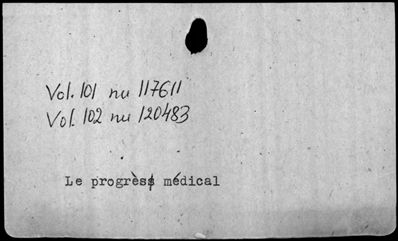 Vol. 101 nu 117611
Vol. 102 nu 120483
Le progrès médical